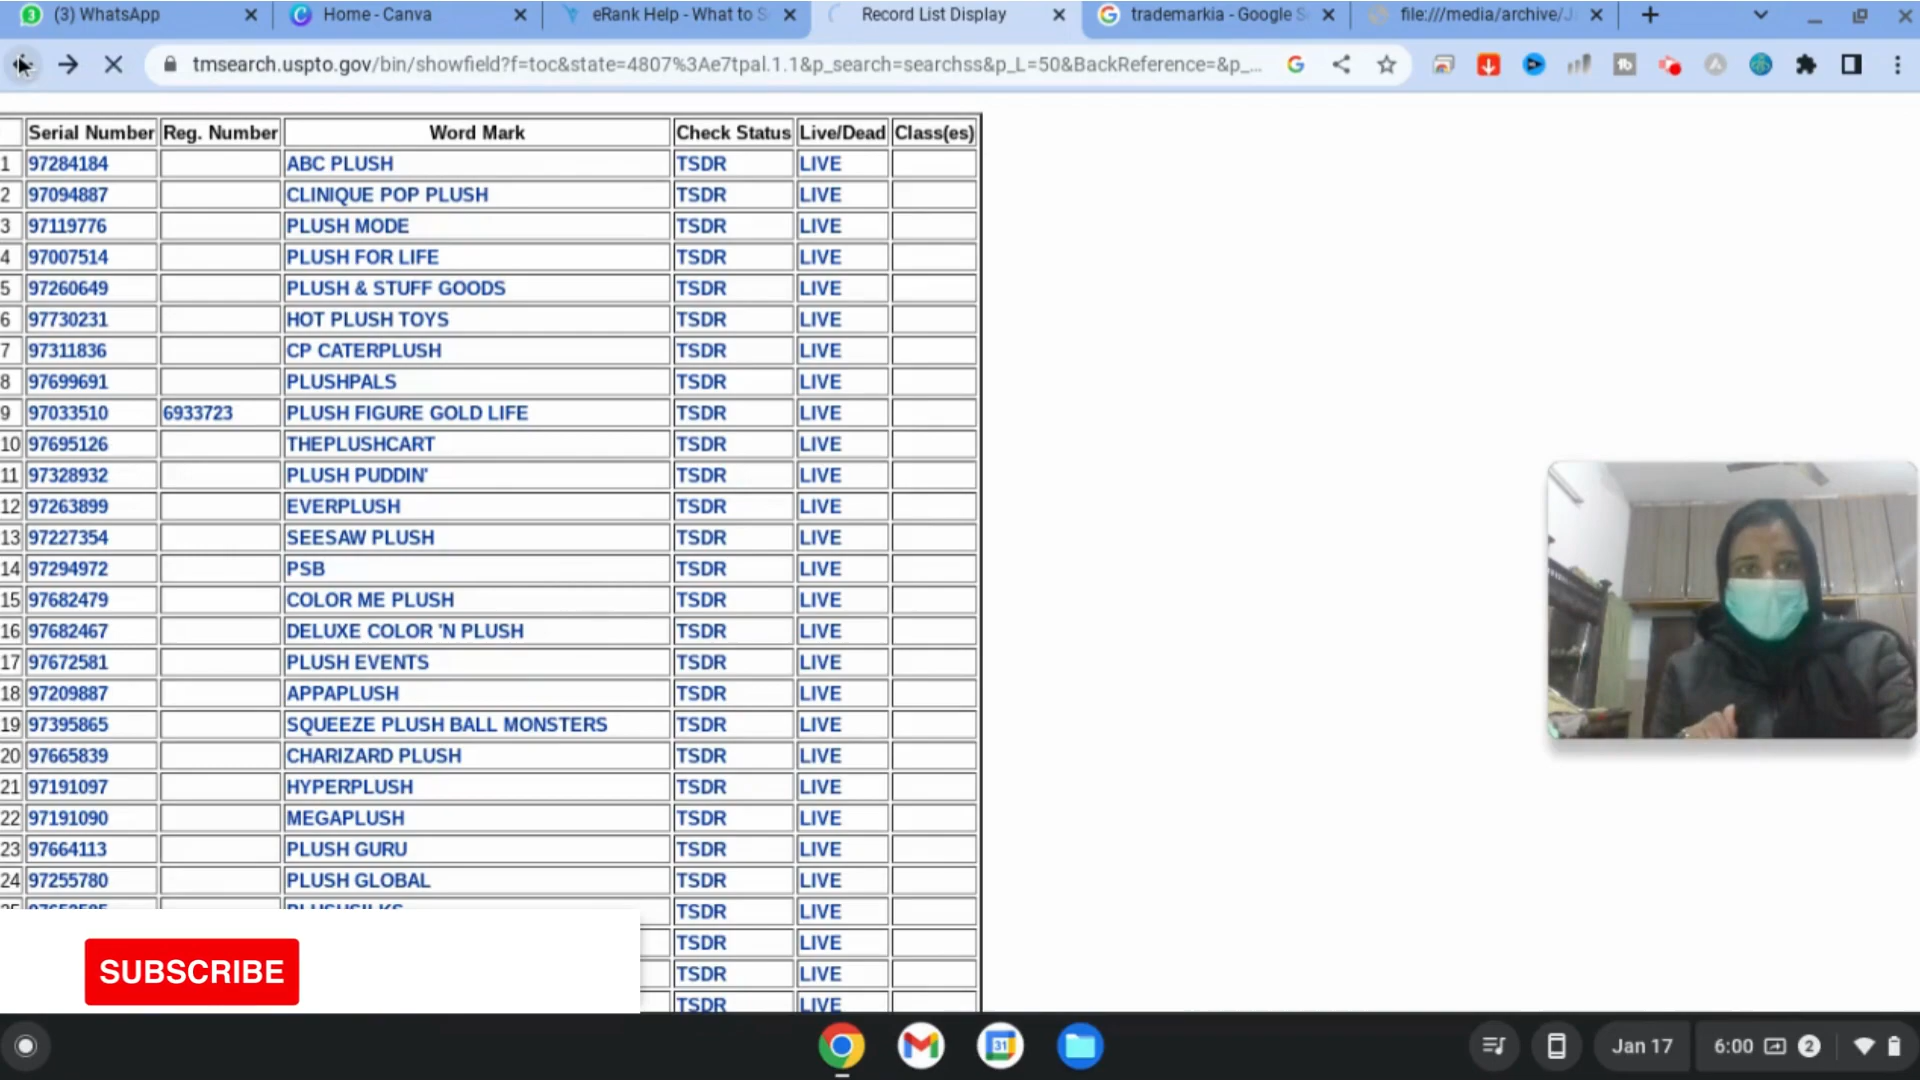 (3) WhatsApp
Home - Canva
eRank Help - What to S
Record List Display
trademarkia - Google S
file:///media/archive/J
tmsearch.uspto.gov/bin/showfield?f=toc&state=4807%3Ae7tpal.1.1&p_search=searchss&p_L=50&BackReference=&p_...
Serial Number Reg. Number Word Mark Check Status Live/Dead Class(es)
1 97284184 ABC PLUSH TSDR LIVE
2 97094887 CLINIQUE POP PLUSH TSDR LIVE
3 97119776 PLUSH MODE TSDR LIVE
4 97007514 PLUSH FOR LIFE TSDR LIVE
5 97260649 PLUSH & STUFF GOODS TSDR LIVE
6 97730231 HOT PLUSH TOYS TSDR LIVE
7 97311836 CP CATERPLUSH TSDR LIVE
8 97699691 PLUSHPALS TSDR LIVE
9 97033510 6933723 PLUSH FIGURE GOLD LIFE TSDR LIVE
10 97695126 THEPLUSHCART TSDR LIVE
11 97328932 PLUSH PUDDIN' TSDR LIVE
12 97263899 EVERPLUSH TSDR LIVE
13 97227354 SEESAW PLUSH TSDR LIVE
14 97294972 PSB TSDR LIVE
15 97682479 COLOR ME PLUSH TSDR LIVE
16 97682467 DELUXE COLOR 'N PLUSH TSDR LIVE
17 97672581 PLUSH EVENTS TSDR LIVE
18 97209887 APPAPLUSH TSDR LIVE
19 97395865 SQUEEZE PLUSH BALL MONSTERS TSDR LIVE
20 97665839 CHARIZARD PLUSH TSDR LIVE
21 97191097 HYPERPLUSH TSDR LIVE
22 97191090 MEGAPLUSH TSDR LIVE
23 97664113 PLUSH GURU TSDR LIVE
24 97255780 PLUSH GLOBAL TSDR LIVE
TSDR LIVE
TSDR LIVE
TSDR LIVE
TSDR LIVE
SUBSCRIBE
31
Jan 17
6:00
2